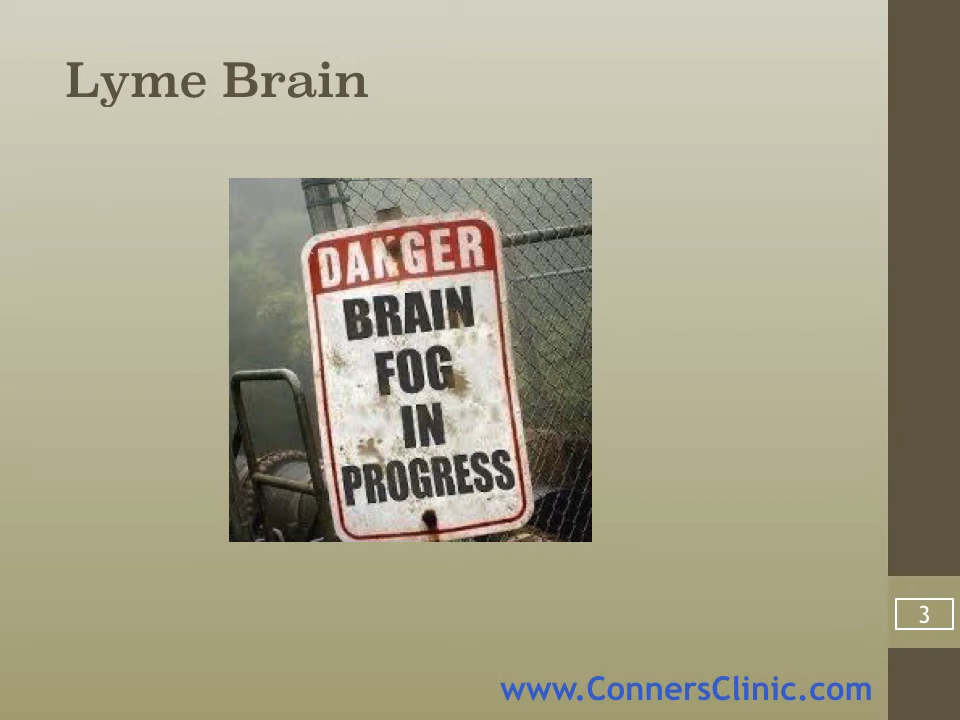 Lyme Brain
DANGER
BRAIN
FOG
IN
PROGRESS
3
www.ConnersClinic.com